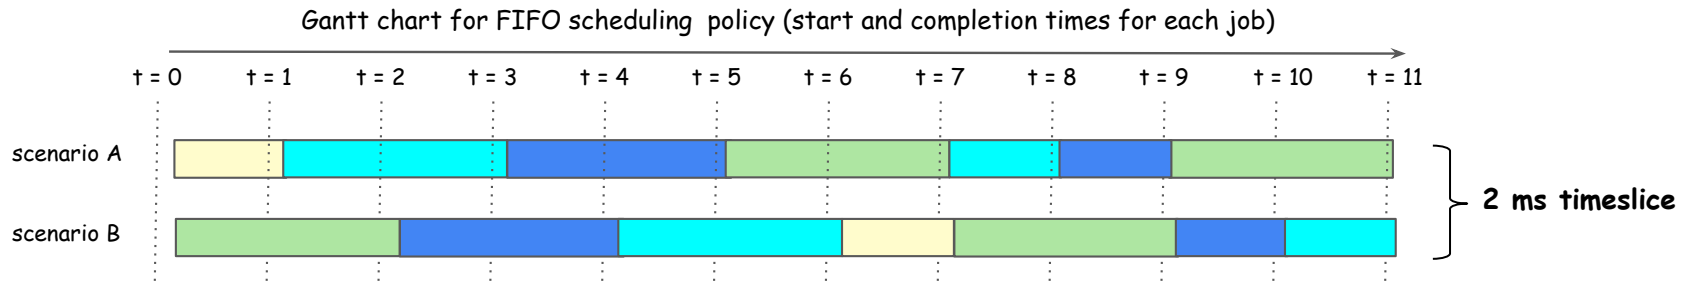 Gantt chart for FIFO scheduling policy (start and completion times for each job)
t = 0 t = 1 t = 2 t = 3 t = 4 t = 5 t = 6 t = 7 t = 8 t = 9 t = 10 t = 11
scenario A
2 ms timeslice
scenario B